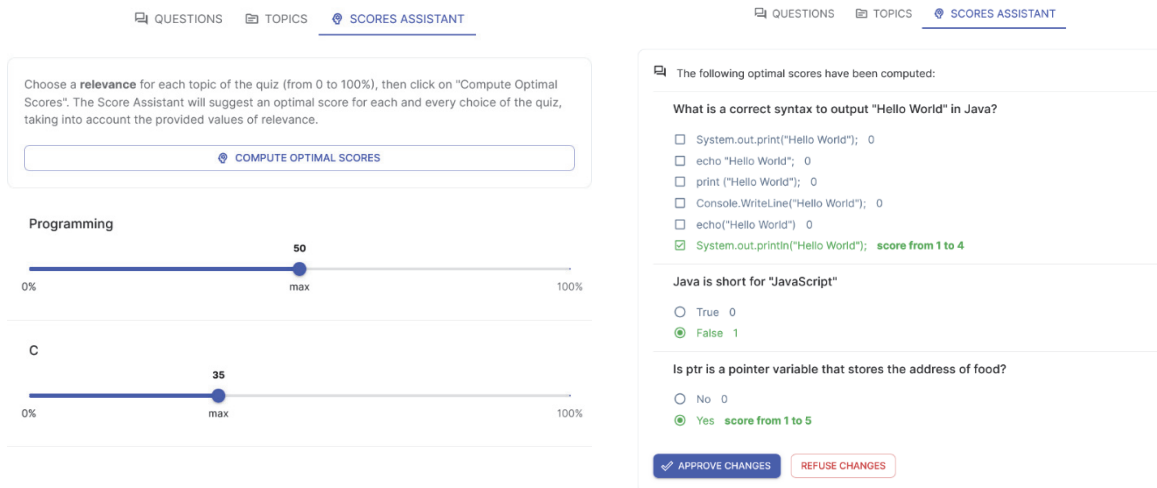 QUESTIONS TOPICS SCORES ASSISTANT
Choose a relevance for each topic of the quiz (from 0 to 100%), then click on "Compute Optimal
Scores". The Score Assistant will suggest an optimal score for each and every choice of the quiz,
taking into account the provided values of relevance.
COMPUTE OPTIMAL SCORES
Programming
50
0% max 100%
C
35
0% max 100%
QUESTIONS TOPICS SCORES ASSISTANT
The following optimal scores have been computed:
What is a correct syntax to output "Hello World" in Java?
System.out.print("Hello World"); 0
echo "Hello World"; 0
print ("Hello World"); 0
Console.WriteLine("Hello World"); 0
echo("Hello World") 0
System.out.println("Hello World"); score from 1 to 4
Java is short for "JavaScript"
True 0
False 1
Is ptr is a pointer variable that stores the address of food?
No 0
Yes score from 1 to 5
APPROVE CHANGES REFUSE CHANGES